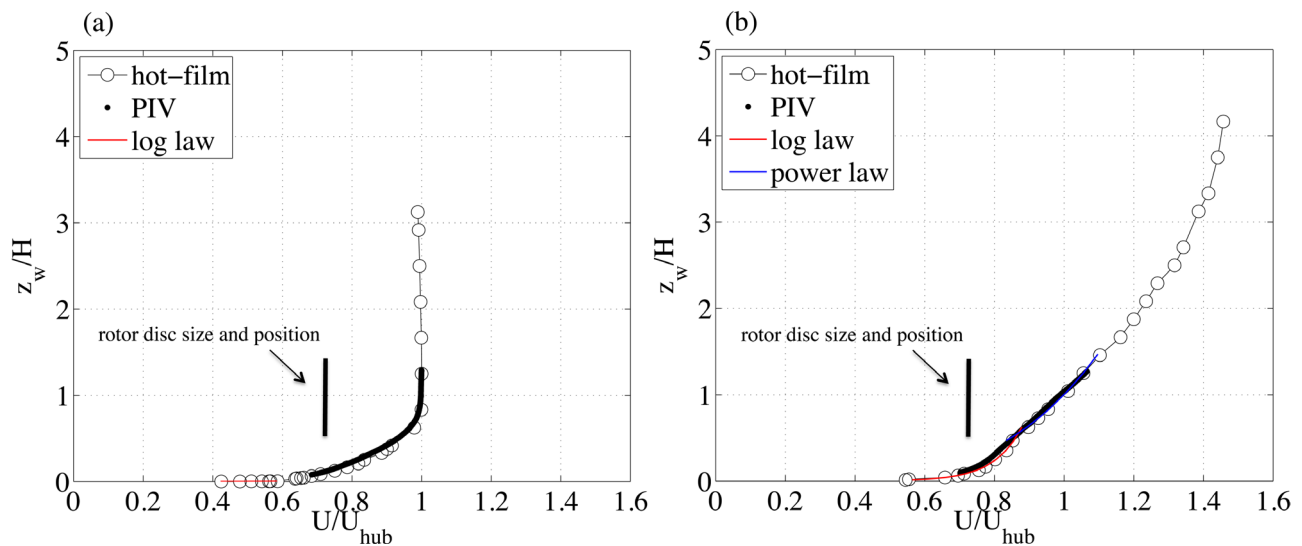 (a)
5
4
3
2
1
0
z_w/H
hot−film
PIV
log law
rotor disc size and position
0 0.2 0.4 0.6 0.8 1 1.2 1.4 1.6
U/U_hub
(b)
5
4
3
2
1
0
z_w/H
hot−film
PIV
log law
power law
rotor disc size and position
0 0.2 0.4 0.6 0.8 1 1.2 1.4 1.6
U/U_hub